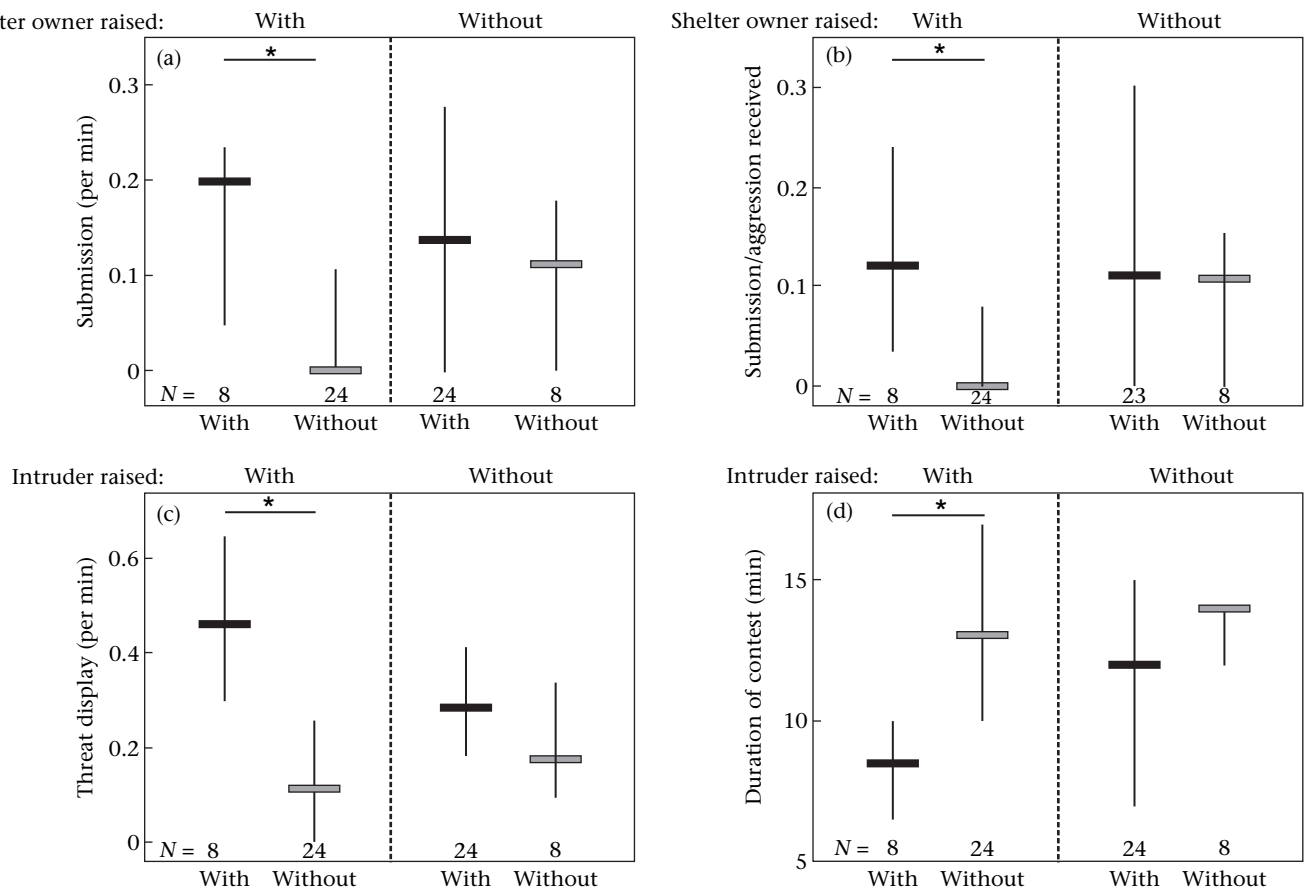 ter owner raised: With Without
(a)
*
Submission (per min)
0.3
0.2
0.1
0
N = 8 24 24 8
With Without With Without
Shelter owner raised: With Without
(b)
*
Submission/aggression received
0.3
0.2
0.1
0
N = 8 24 23 8
With Without With Without
Intruder raised: With Without
(c)
*
Threat display (per min)
0.6
0.4
0.2
0
N = 8 24 24 8
With Without With Without
Intruder raised: With Without
(d)
*
Duration of contest (min)
15
10
5
N = 8 24 24 8
With Without With Without